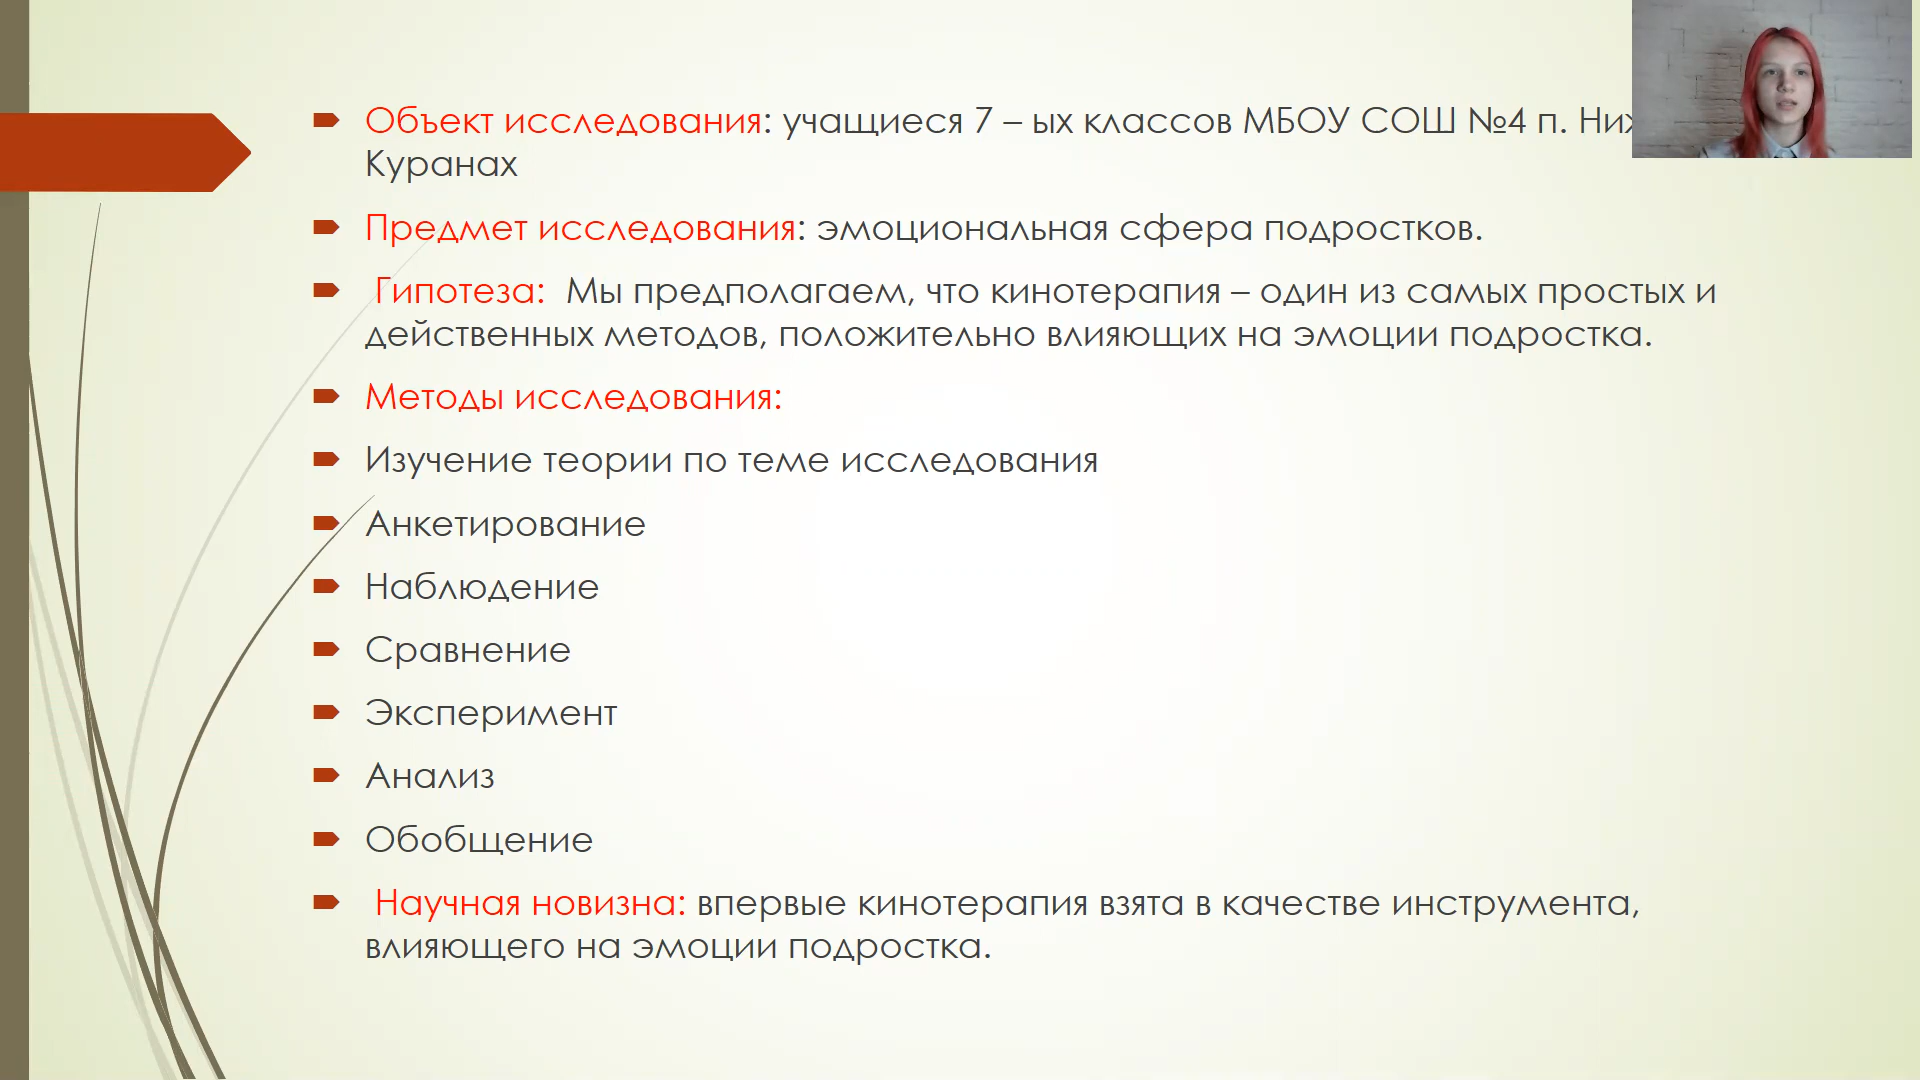 Объект исследования: учащиеся 7 – ых классов МБОУ СОШ №4 п.
Куранах
Предмет исследования: эмоциональная сфера подростков.
Гипотеза: Мы предполагаем, что кинотерапия – один из самых простых и
действенных методов, положительно влияющих на эмоции подростка.
Методы исследования:
Изучение теории по теме исследования
Анкетирование
Наблюдение
Сравнение
Эксперимент
Анализ
Обобщение
Научная новизна: впервые кинотерапия взята в качестве инструмента,
влияющего на эмоции подростка.